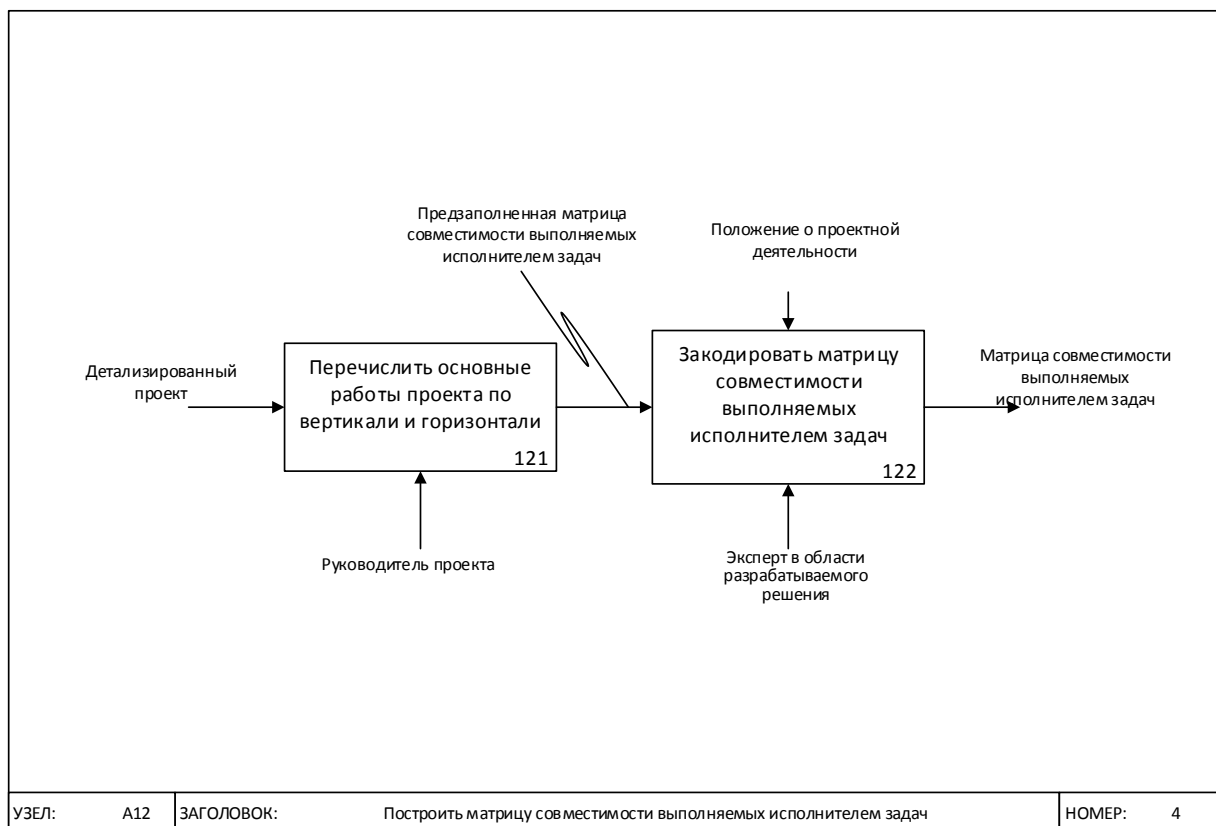 Предзаполненная матрица
совместимости выполняемых
исполнителем задач
Положение о проектной
деятельности
Детализированный
проект
Перечислить основные
работы проекта по
вертикали и горизонтали
121
Закодировать матрицу
совместимости
выполняемых
исполнителем задач
122
Матрица совместимости
выполняемых
исполнителем задач
Руководитель проекта
Эксперт в области
разрабатываемого
решения
УЗЕЛ: A12 ЗАГОЛОВОК: Построить матрицу совместимости выполняемых исполнителем задач НОМЕР: 4